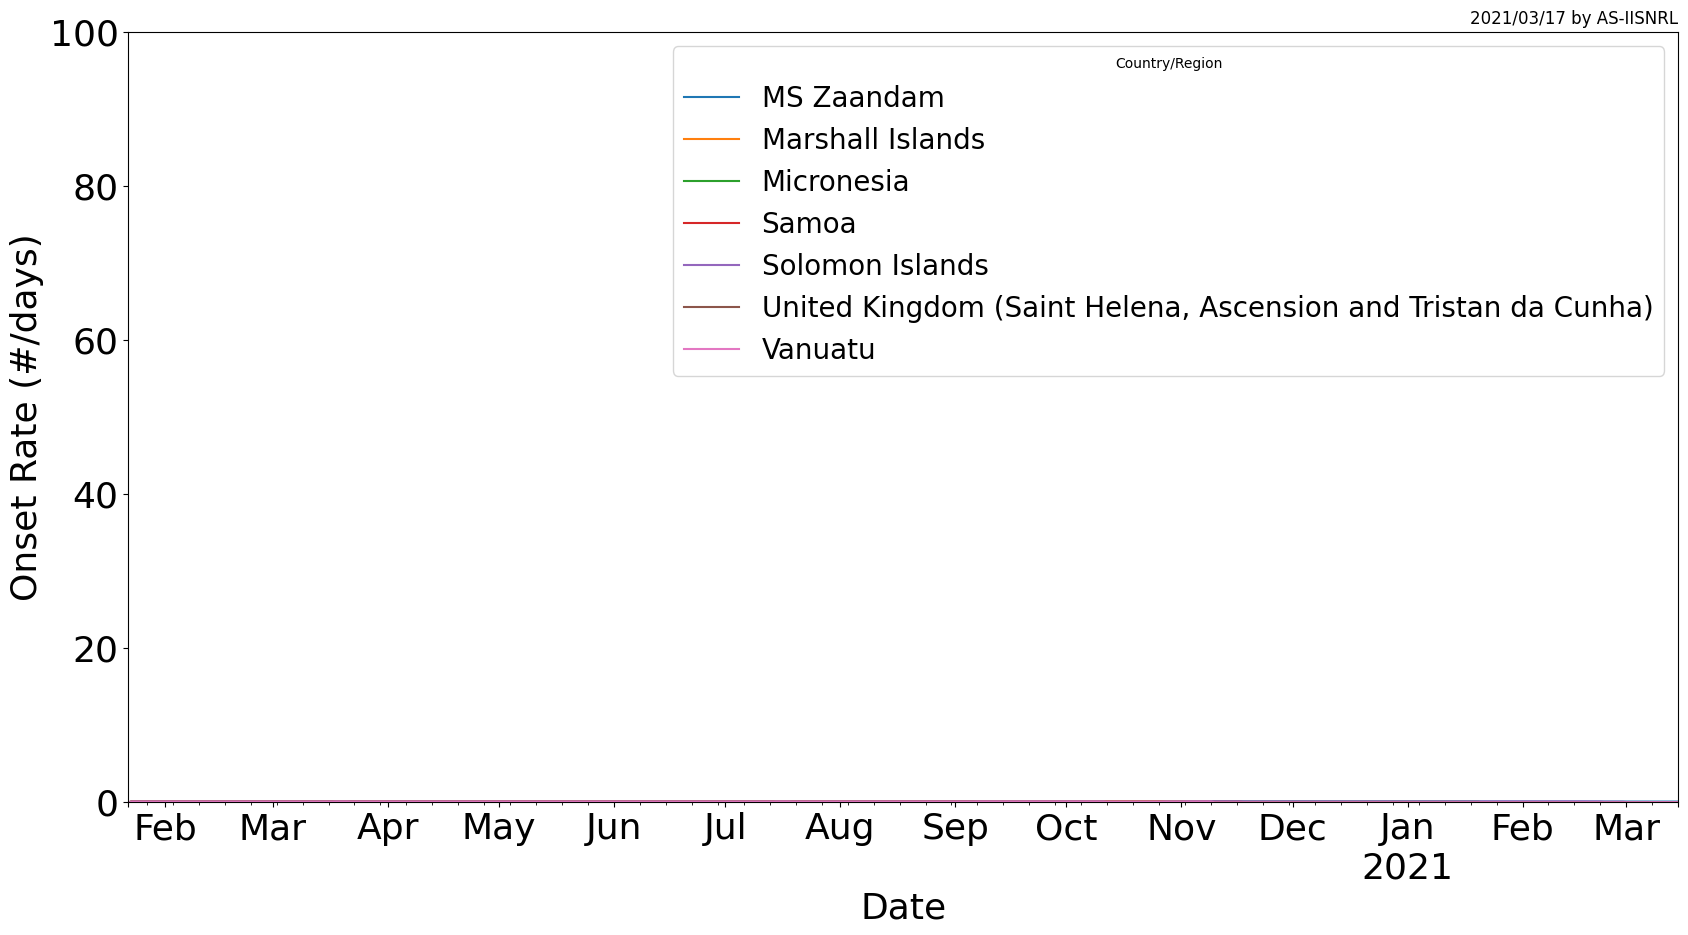 2021/03/17 by AS-IISNRL
100
80
60
40
20
0
Onset Rate (#/days)
Country/Region
MS Zaandam
Marshall Islands
Micronesia
Samoa
Solomon Islands
United Kingdom (Saint Helena, Ascension and Tristan da Cunha)
Vanuatu
Feb Mar Apr May Jun Jul Aug Sep Oct Nov Dec Jan Feb Mar
2021
Date